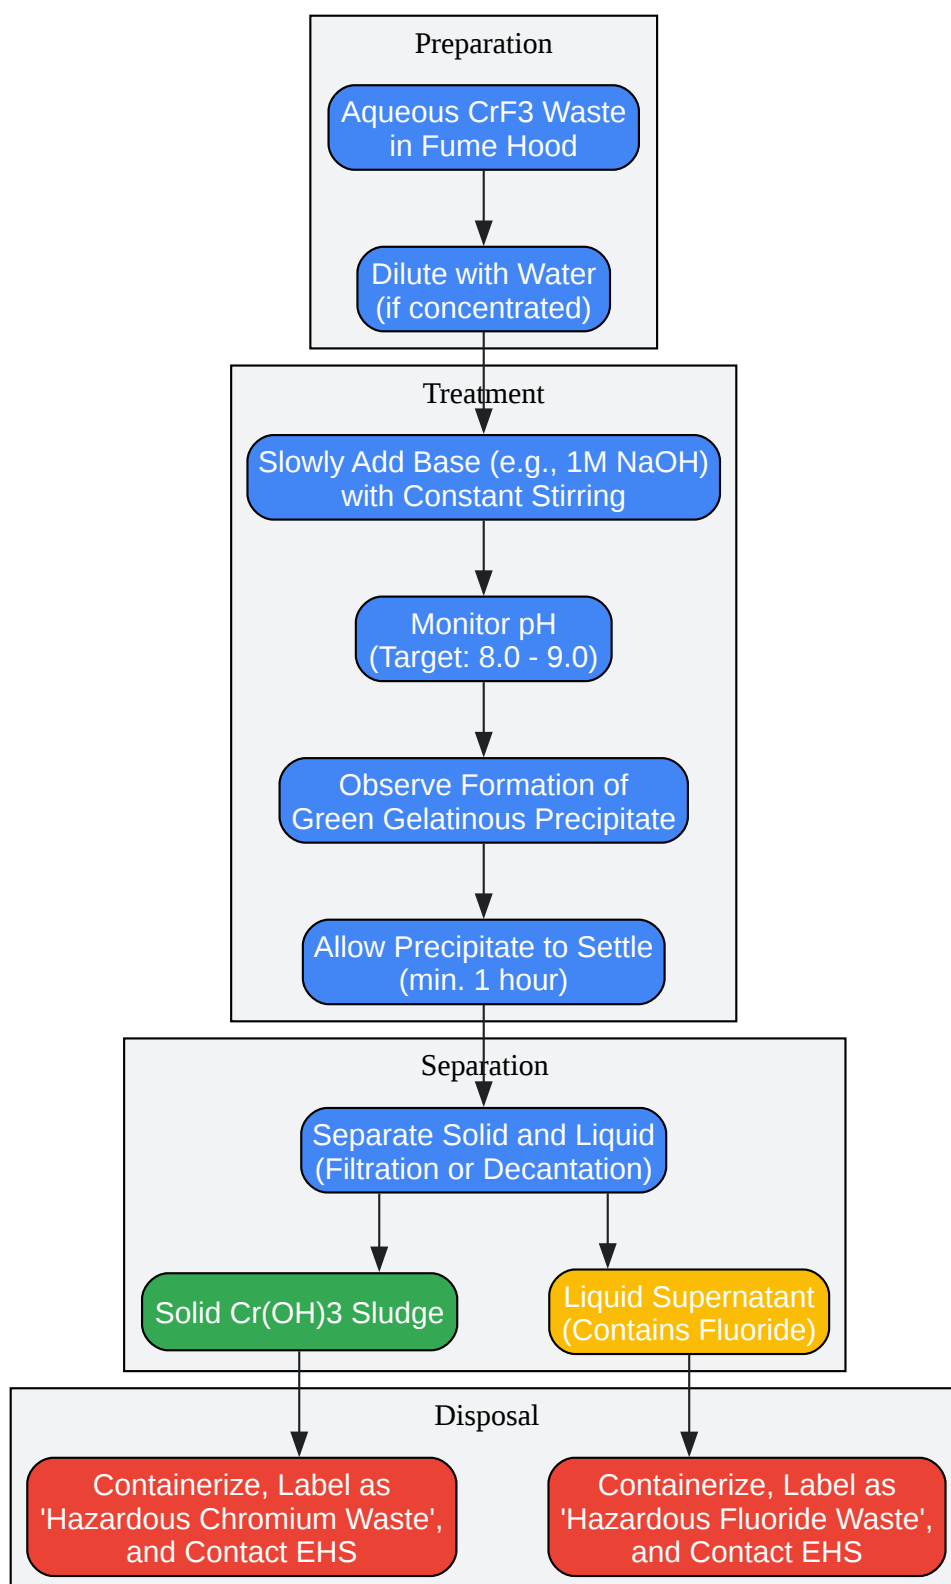 Preparation
Aqueous CrF3 Waste
in Fume Hood
Dilute with Water
(if concentrated)
Treatment
Slowly Add Base (e.g., 1M NaOH)
with Constant Stirring
Monitor pH
(Target: 8.0 - 9.0)
Observe Formation of
Green Gelatinous Precipitate
Allow Precipitate to Settle
(min. 1 hour)
Separation
Separate Solid and Liquid
(Filtration or Decantation)
Solid Cr(OH)3 Sludge
Liquid Supernatant
(Contains Fluoride)
Disposal
Containerize, Label as
'Hazardous Chromium Waste',
and Contact EHS
Containerize, Label as
'Hazardous Fluoride Waste',
and Contact EHS